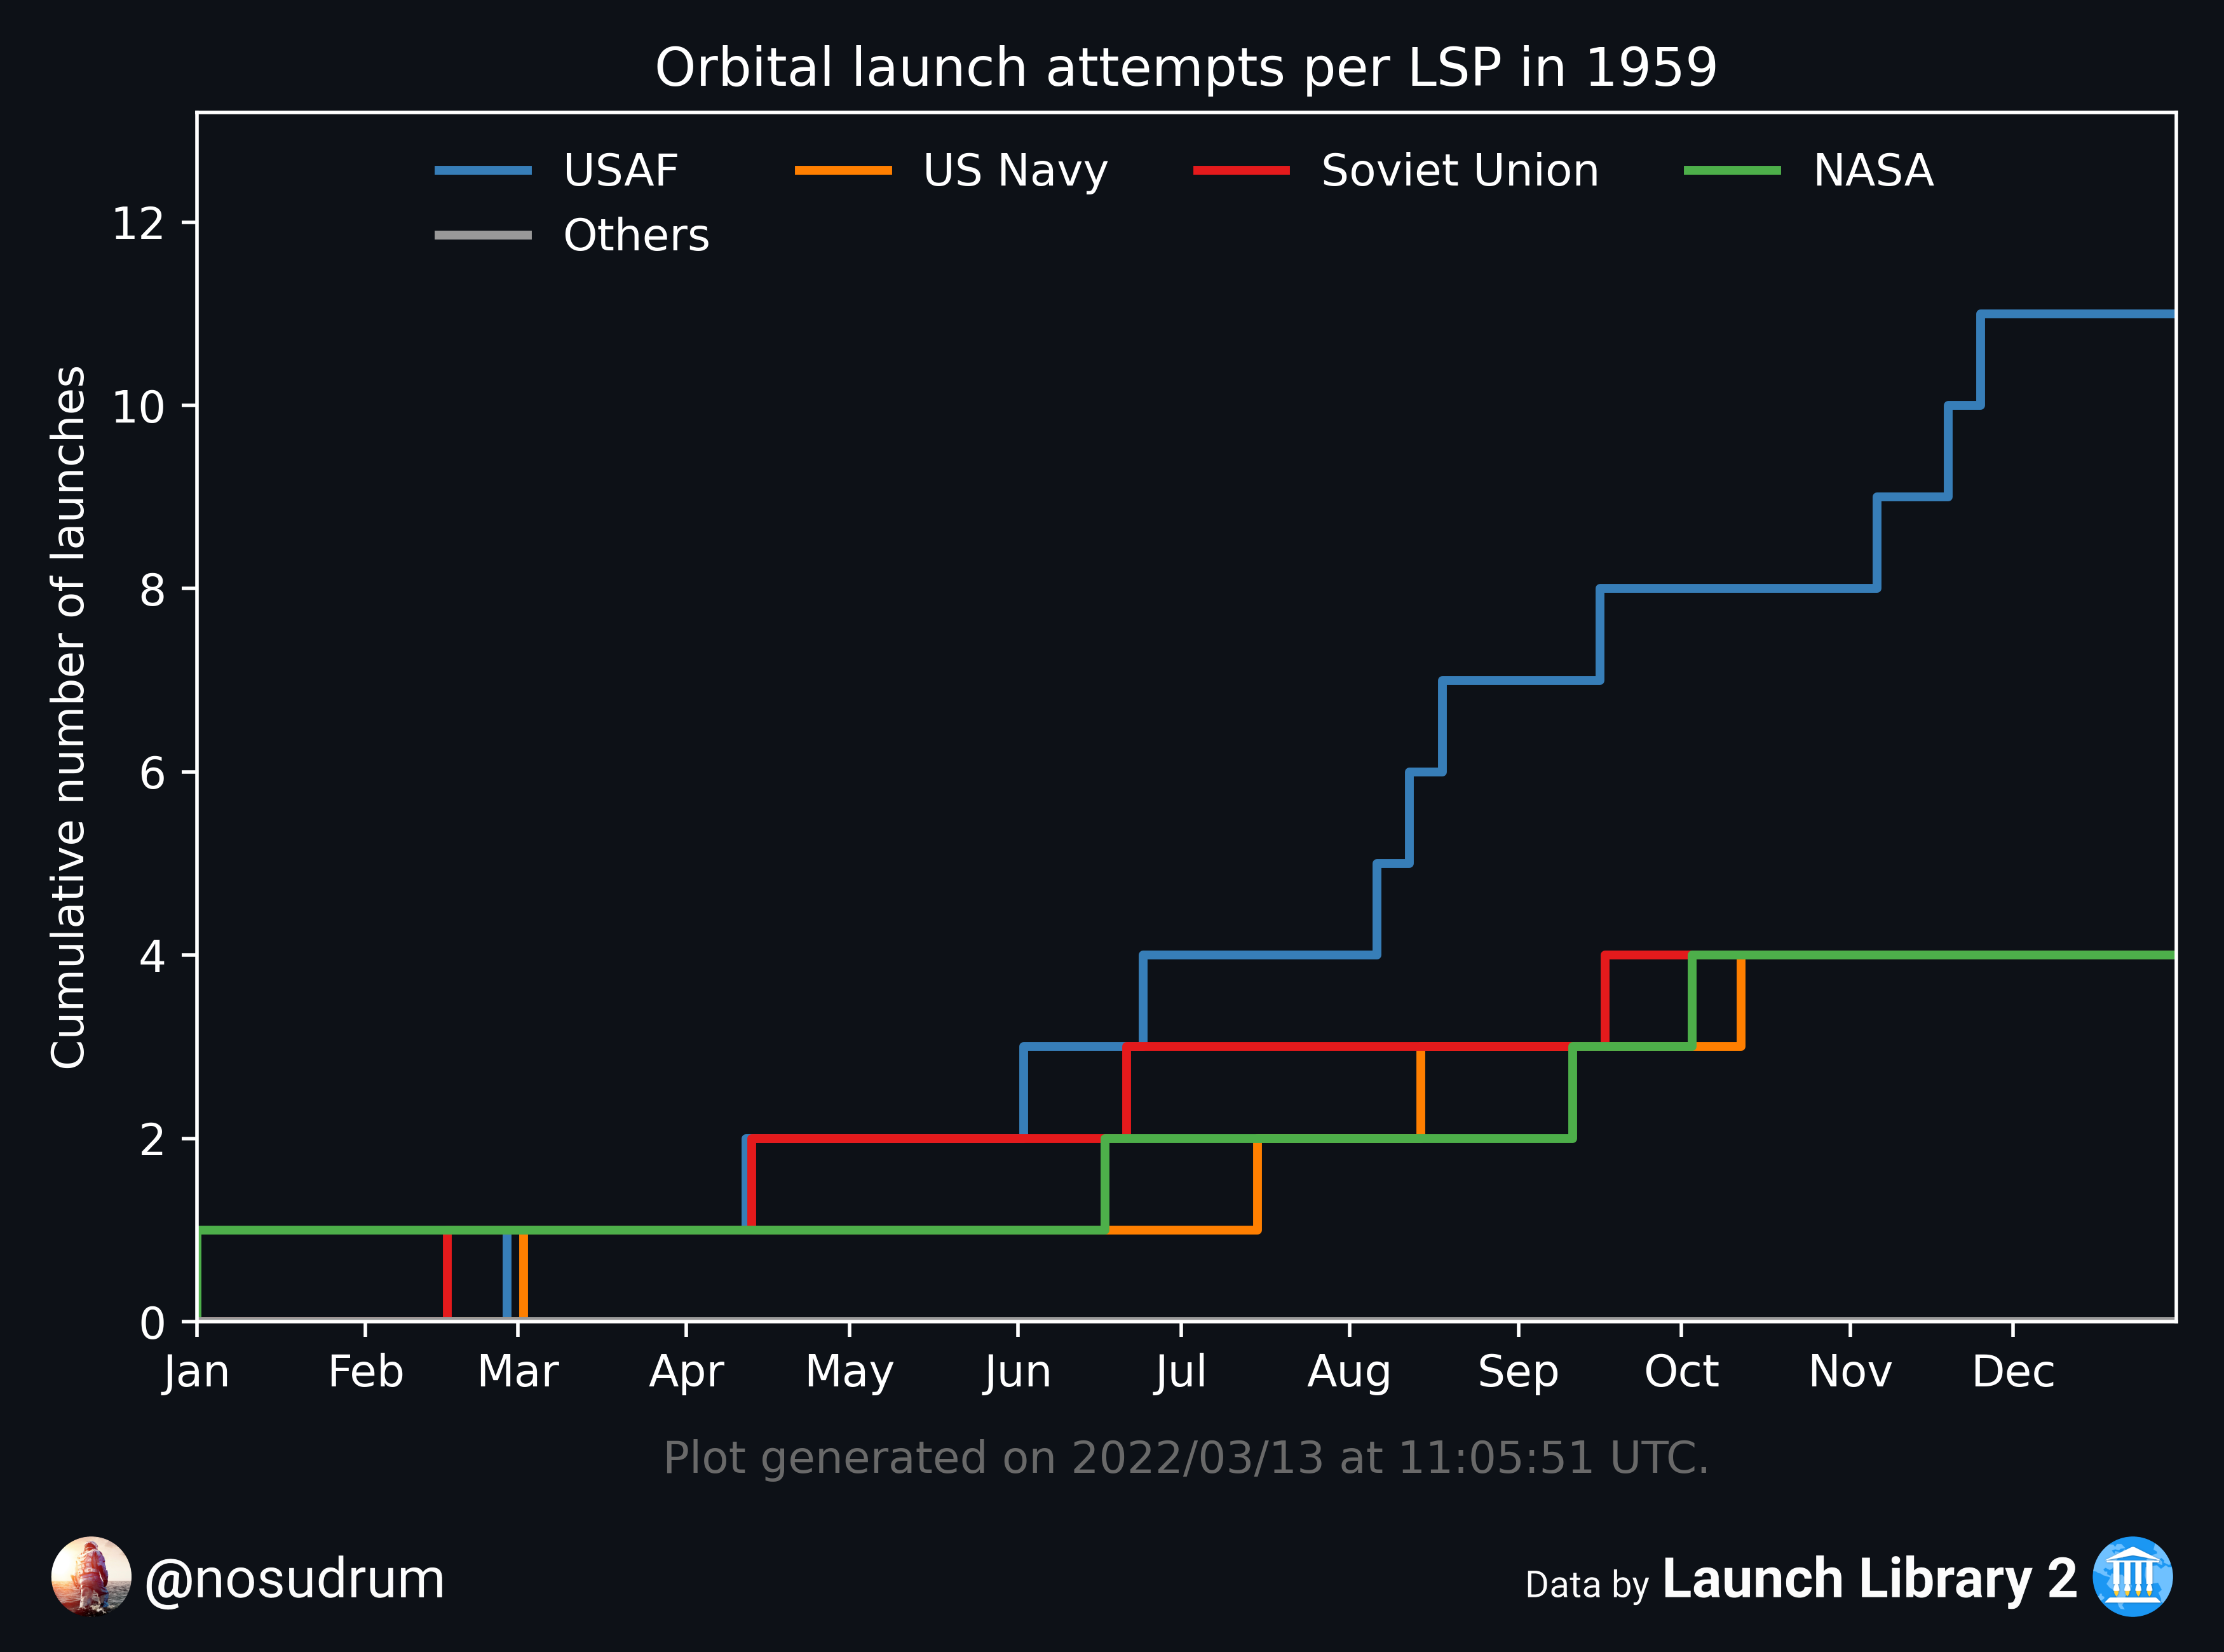 Orbital launch attempts per LSP in 1959
USAF US Navy Soviet Union NASA
Others
Cumulative number of launches
12
10
8
6
4
2
0
Jan Feb Mar Apr May Jun Jul Aug Sep Oct Nov Dec
Plot generated on 2022/03/13 at 11:05:51 UTC.
@nosudrum
Data by Launch Library 2